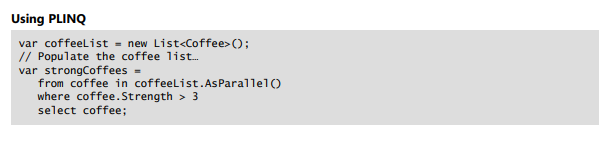 Using PLINQ
var coffeeList = new List<Coffee>();
// Populate the coffee list…
var strongCoffees =
   from coffee in coffeeList.AsParallel()
   where coffee.Strength > 3
   select coffee;